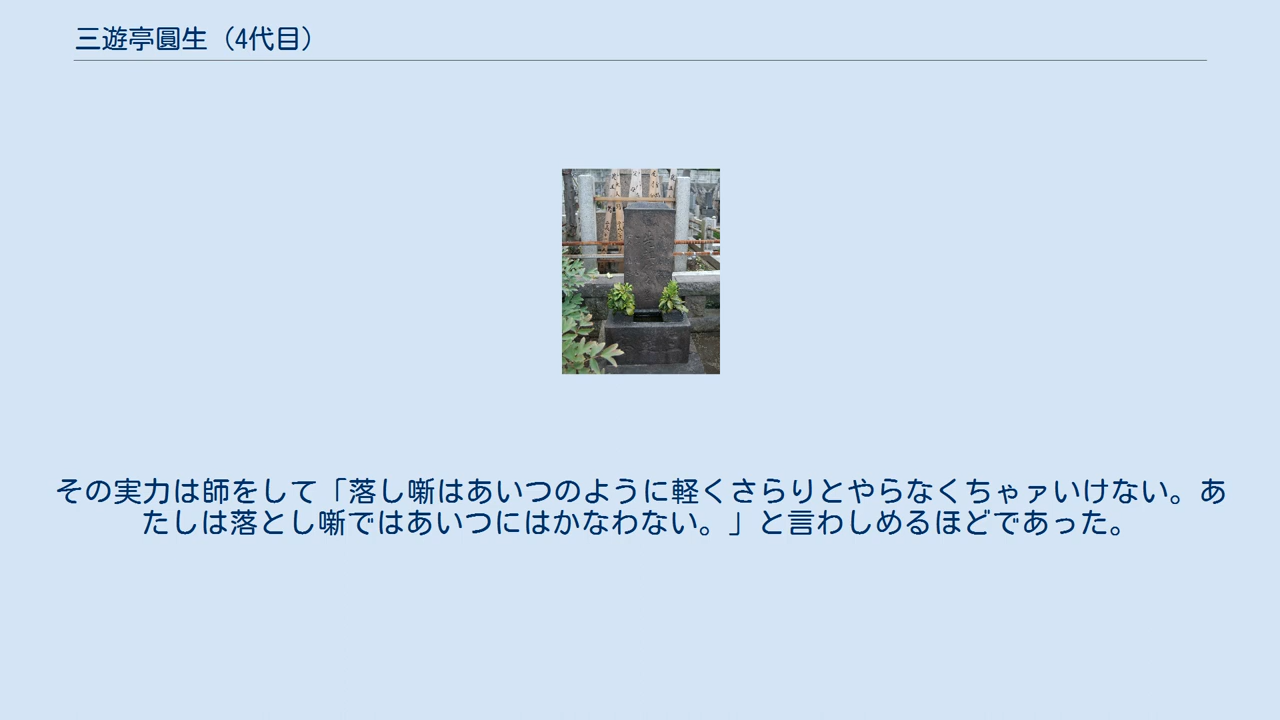 三遊亭圓生（4代目）
その実力は師をして「落し噺はあいつのように軽くさらりとやらなくちゃァいけない。あ
たしは落とし噺ではあいつにはかなわない。」と言わしめるほどであった。